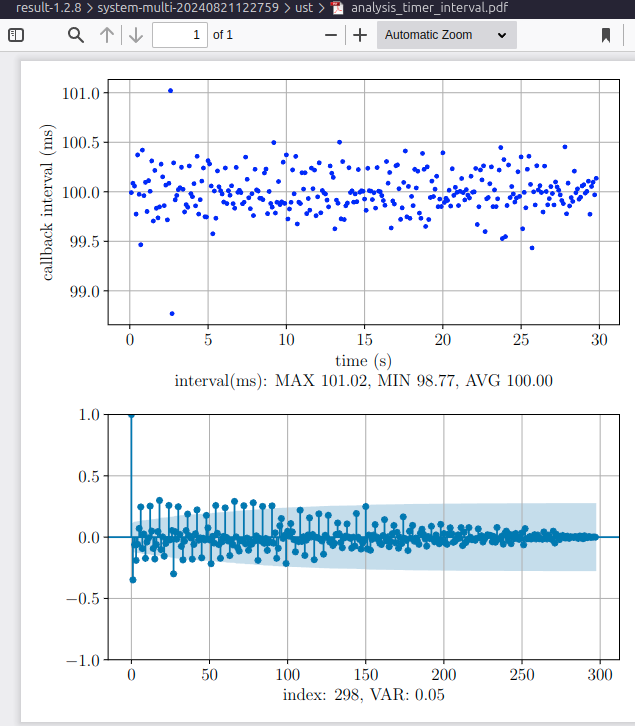 result-1.2.8 > system-multi-20240821122759 > ust > analysis_timer_interval.pdf
1 of 1 Automatic Zoom
101.0
100.5
100.0
99.5
99.0
callback interval (ms)
0 5 10 15 20 25 30
time (s)
interval(ms): MAX 101.02, MIN 98.77, AVG 100.00
1.0
0.5
0.0
−0.5
−1.0
0 50 100 150 200 250 300
index: 298, VAR: 0.05